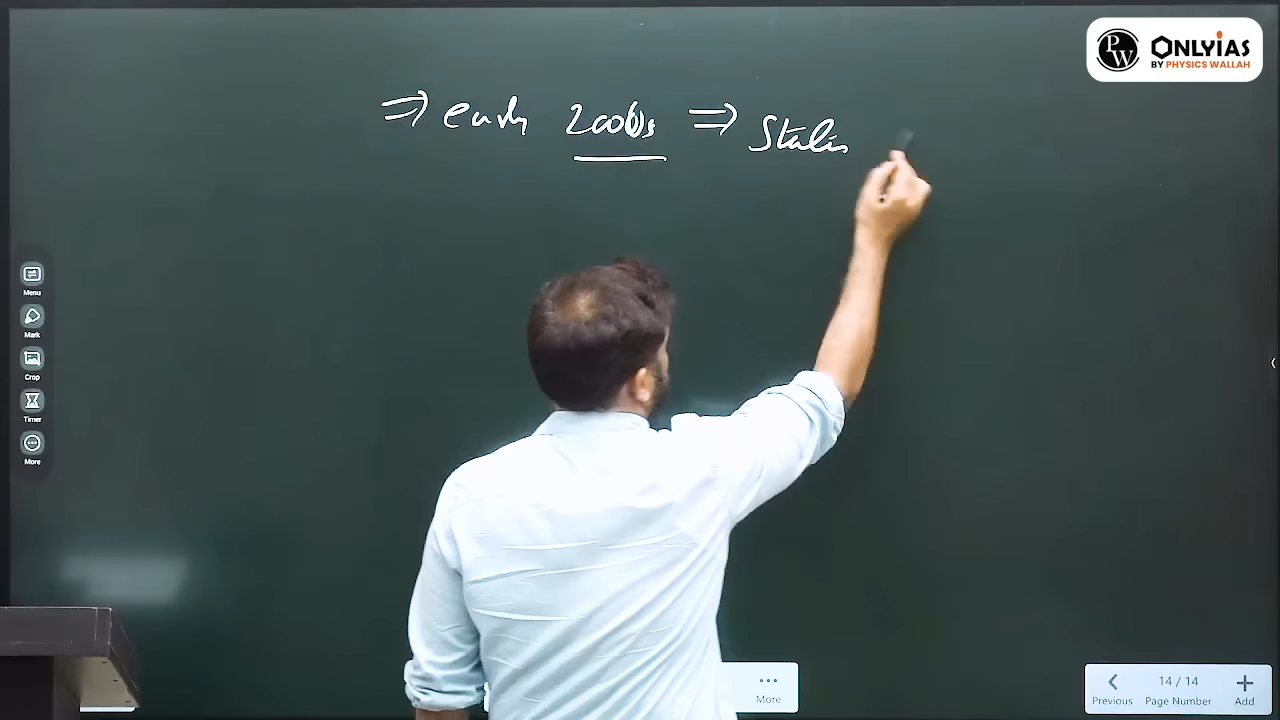 PW ONLYIAS
BY PHYSICS WALLAH
⇒ early 2000s ⇒ Stalin
Menu
Mark
Crop
Timer
More
More
Previous
14 / 14
Page Number
Add